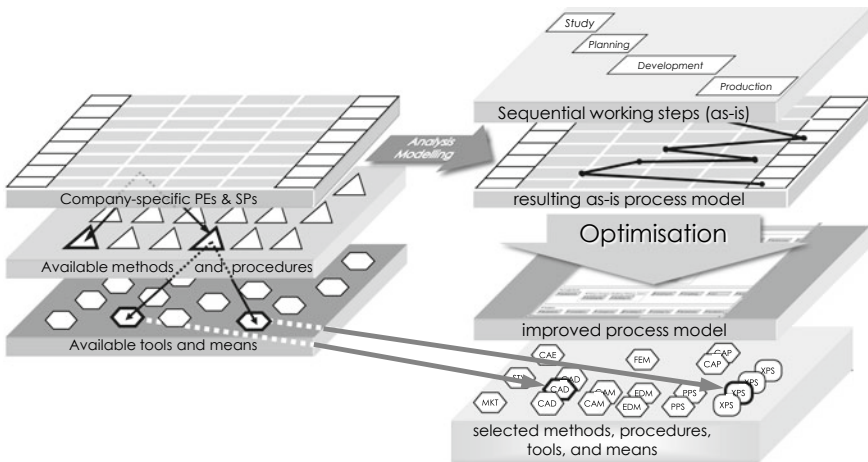 Study
Planning
Development
Production
Sequential working steps (as-is)
Analysis
Modelling
Company-specific PEs & SPs
resulting as-is process model
Optimisation
Available methods and procedures
improved process model
Available tools and means
CAE
FEM
CAP
CAP
XPS
CAD
XPS
CAD
CAM
EDM
PPS
XPS
MKT
CAD
CAM
EDM
PPS
XPS
selected methods, procedures,
tools, and means